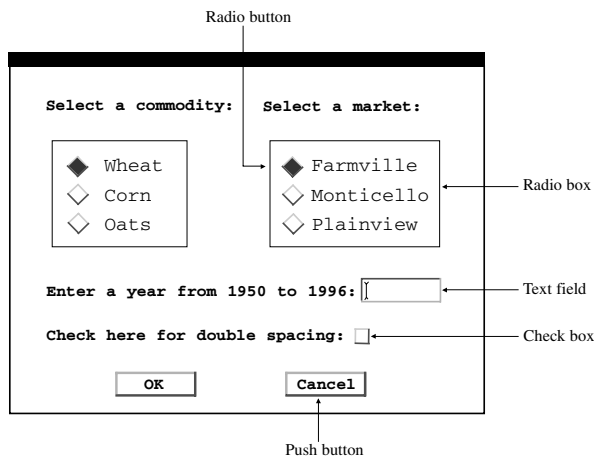 Radio button
Select a commodity: Select a market:
Wheat Farmville
Corn Monticello
Oats Plainview
Radio box
Enter a year from 1950 to 1996: Text field
Check here for double spacing: Check box
OK Cancel
Push button